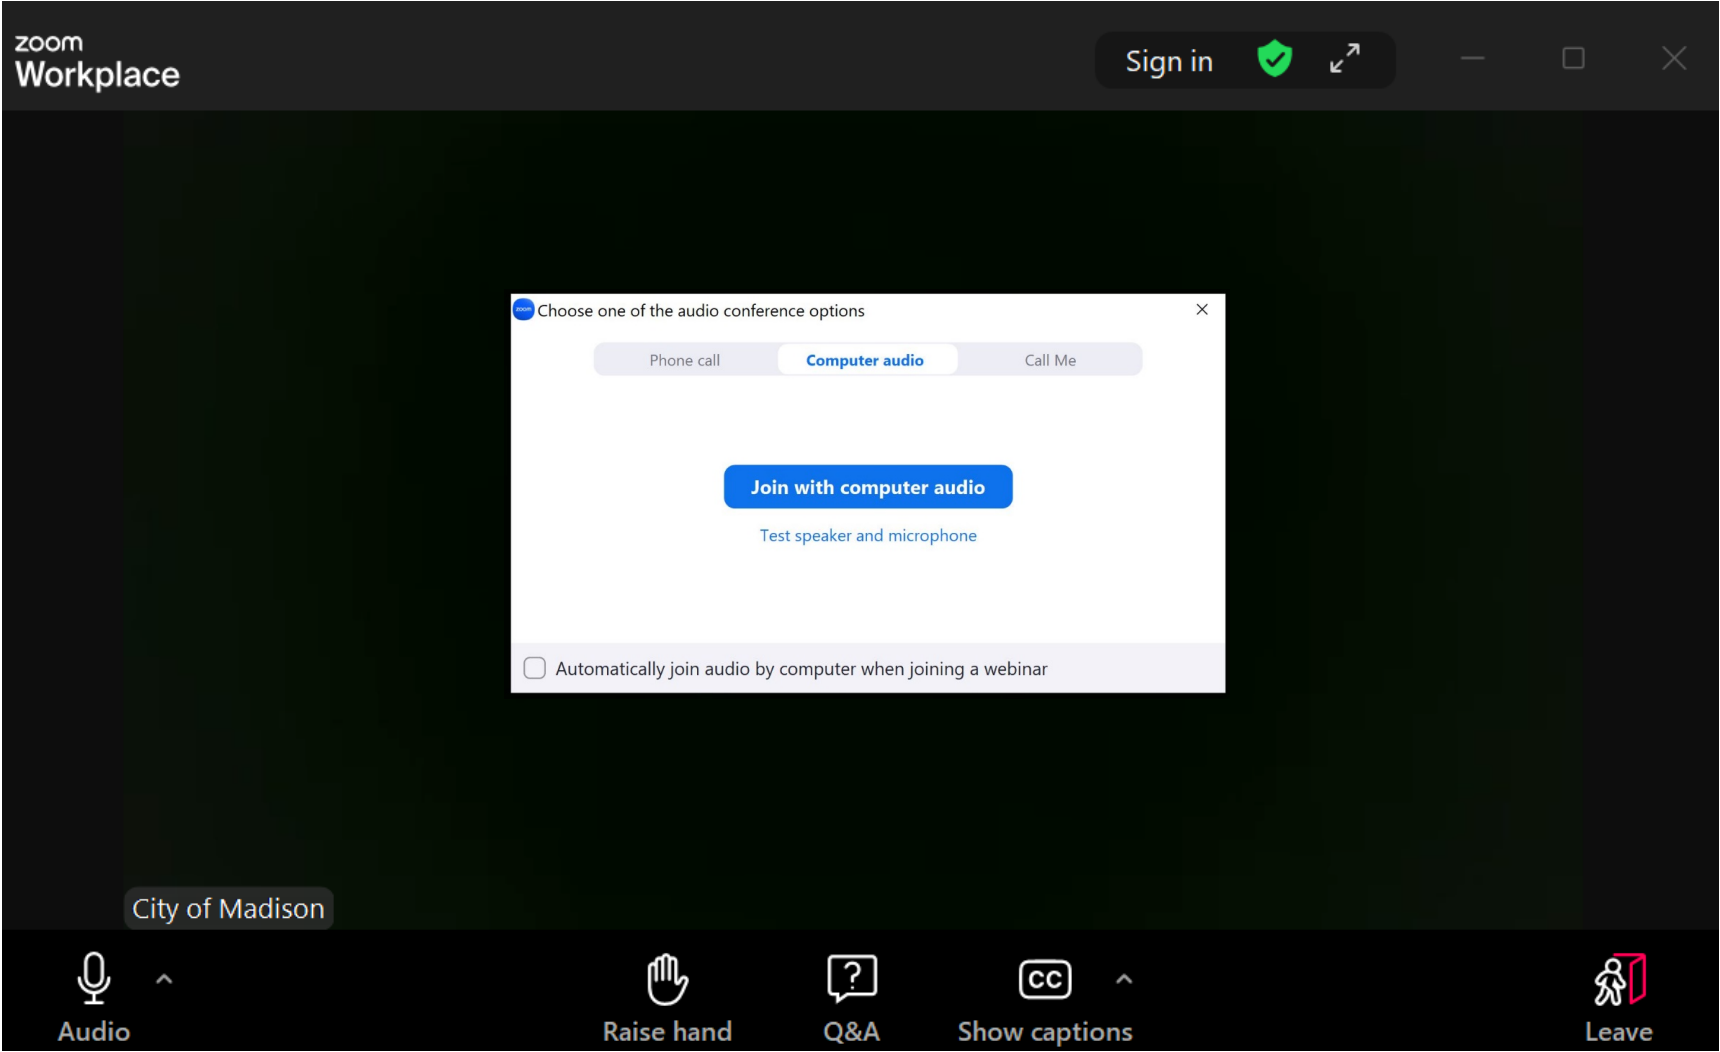 zoom
Workplace
Sign in
zoom
Choose one of the audio conference options
Phone call
Computer audio
Call Me
Join with computer audio
Test speaker and microphone
Automatically join audio by computer when joining a webinar
City of Madison
?
CC
Audio
Raise hand
Q&A
Show captions
Leave